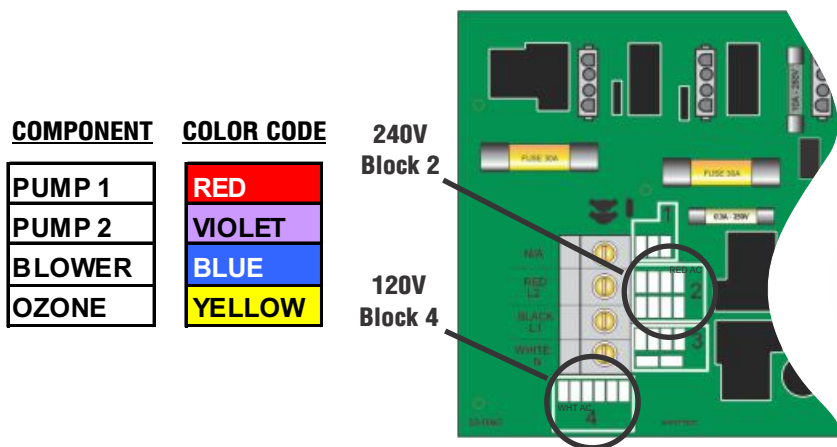 COMPONENT
PUMP 1
PUMP 2
BLOWER
OZONE
COLOR CODE
RED
VIOLET
BLUE
YELLOW
240V
Block 2
120V
Block 4
10A - 250V
FUSE 30A
FUSE 30A
0.3A - 250V
1
N/A
RED
L2
BLACK
L1
WHITE
N
RED AC
2
3
WHT AC
4